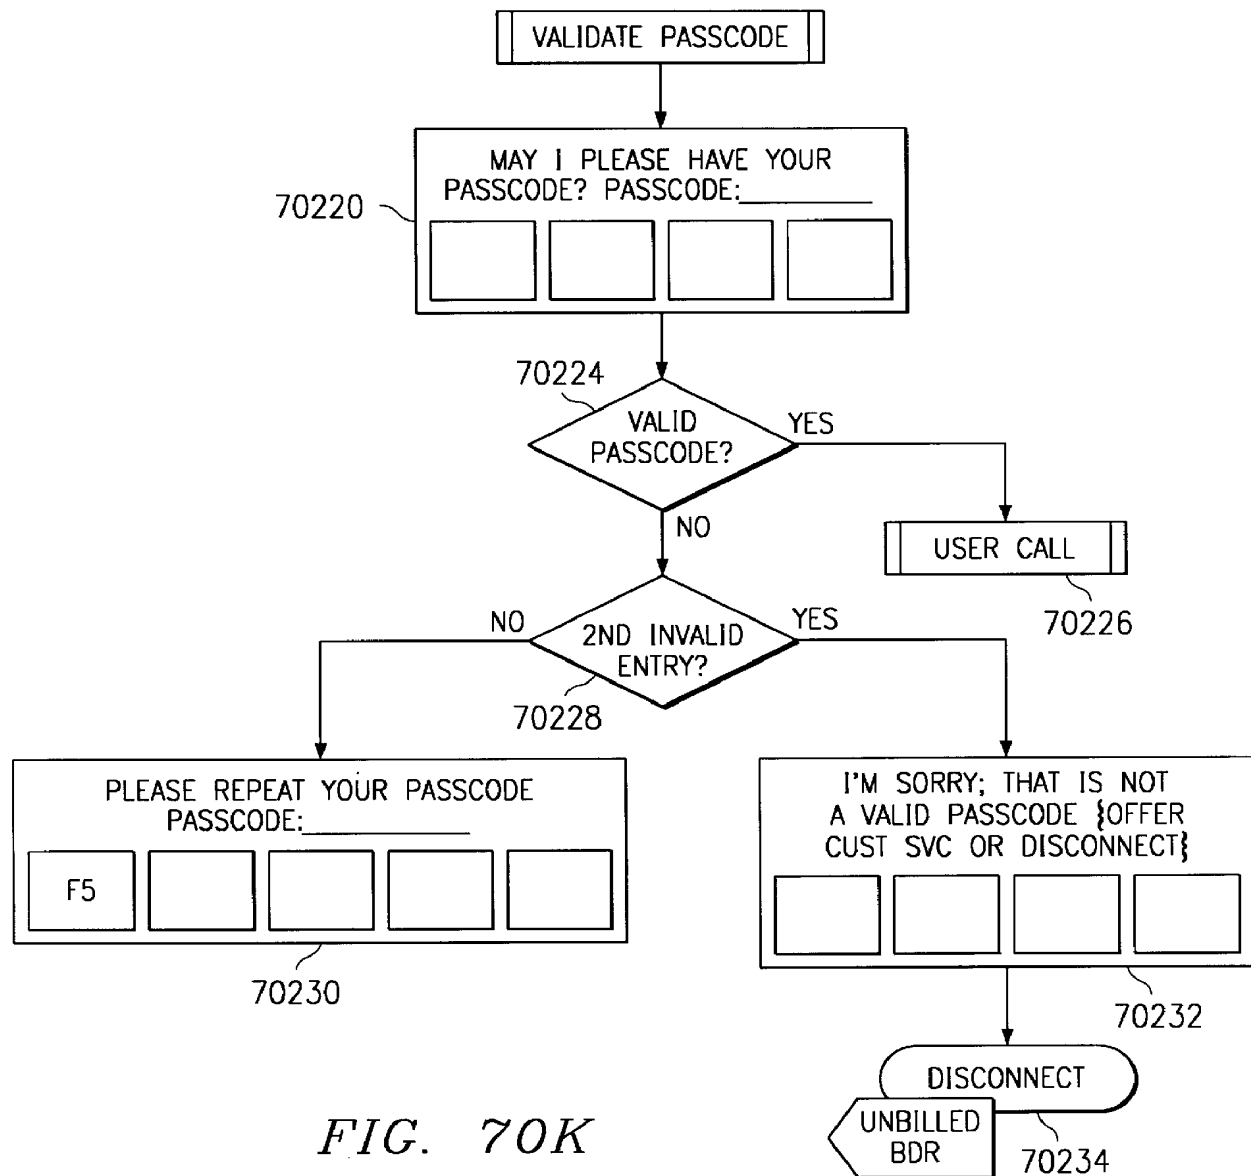 VALIDATE PASSCODE
MAY I PLEASE HAVE YOUR
PASSCODE? PASSCODE:
70220
70224
VALID
PASSCODE?
YES
NO
USER CALL
70226
NO
2ND INVALID
ENTRY?
YES
70228
PLEASE REPEAT YOUR PASSCODE
PASSCODE:
F5
70230
I'M SORRY; THAT IS NOT
A VALID PASSCODE {OFFER
CUST SVC OR DISCONNECT}
70232
DISCONNECT
UNBILLED
BDR
70234
FIG. 70K